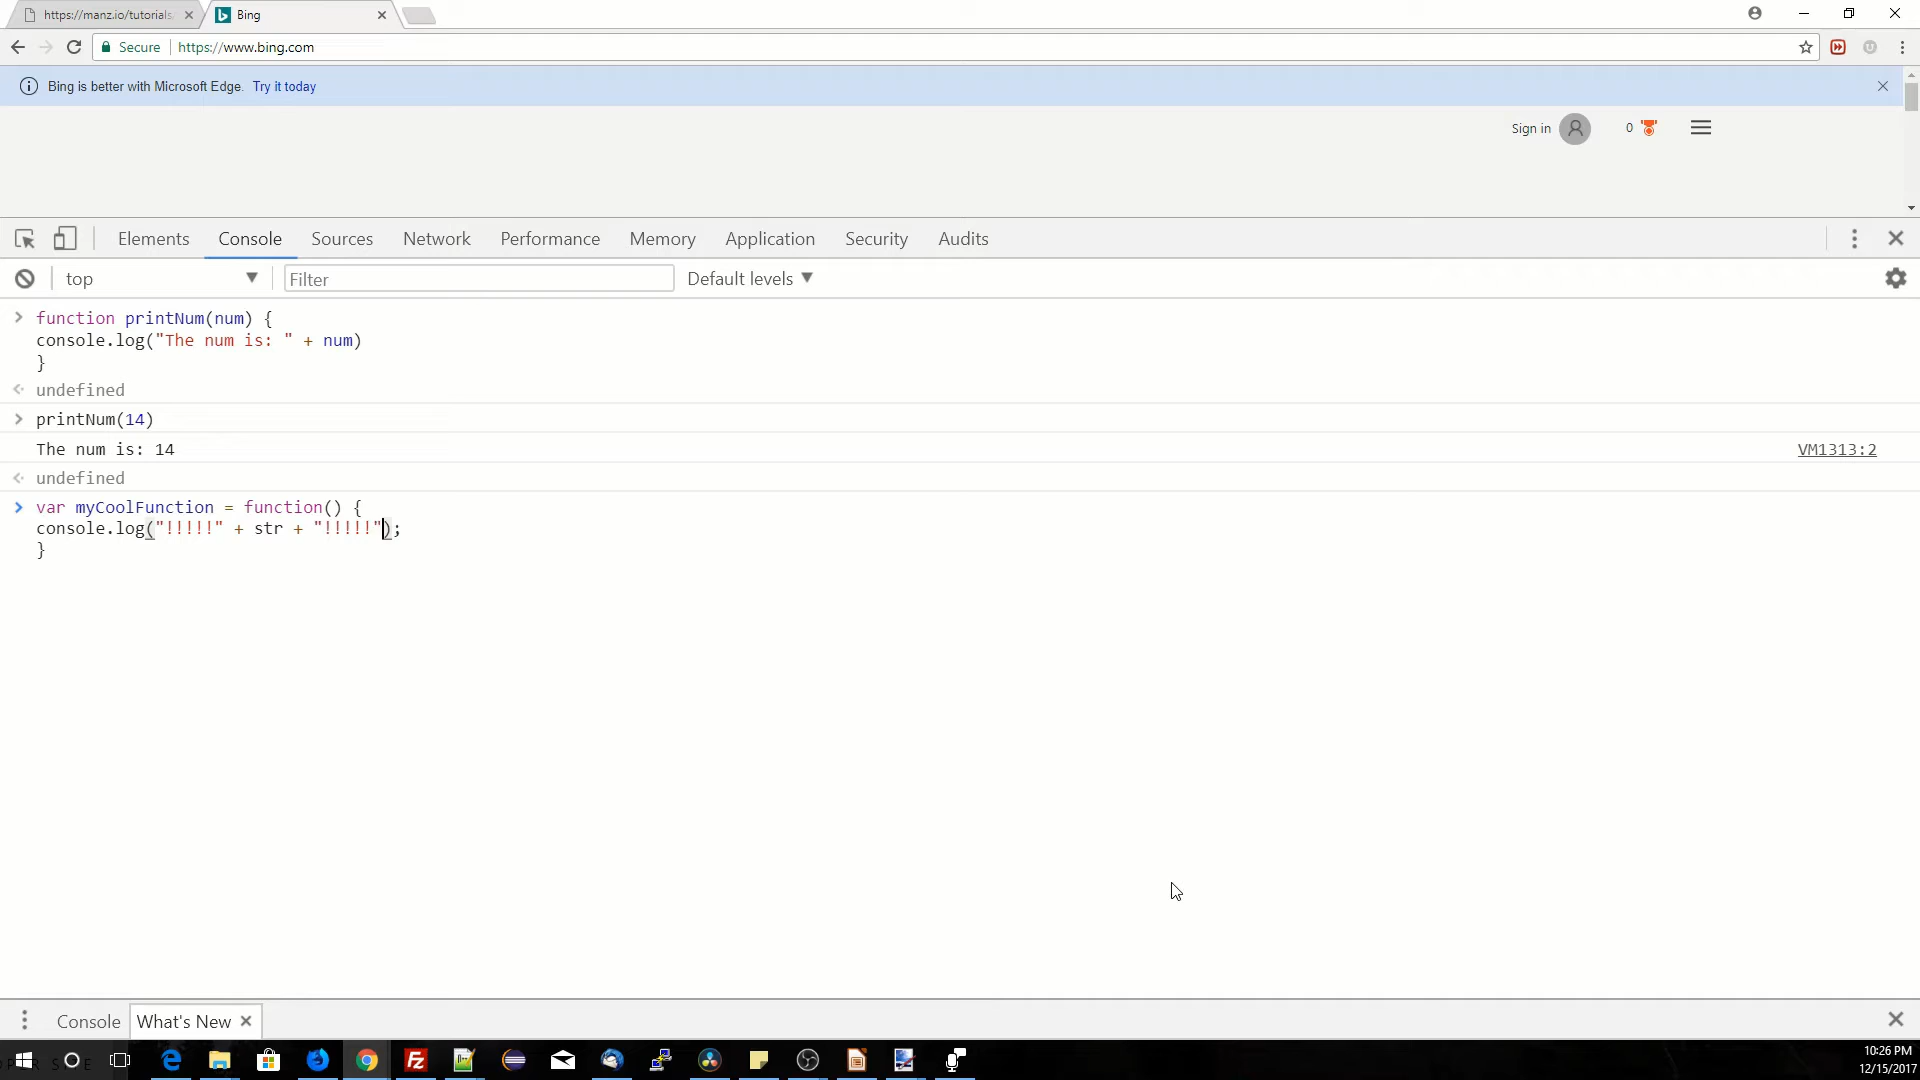 https://manz.io/tutorials
Bing
Secure https://www.bing.com
Bing is better with Microsoft Edge. Try it today
Sign in 0
Elements Console Sources Network Performance Memory Application Security Audits
top Filter Default levels
function printNum(num) {
console.log("The num is: " + num)
}
undefined
printNum(14)
The num is: 14 VM1313:2
undefined
var myCoolFunction = function() {
console.log("!!!!!" + str + "!!!!!");
}
Console What's New
10:26 PM
12/15/2017